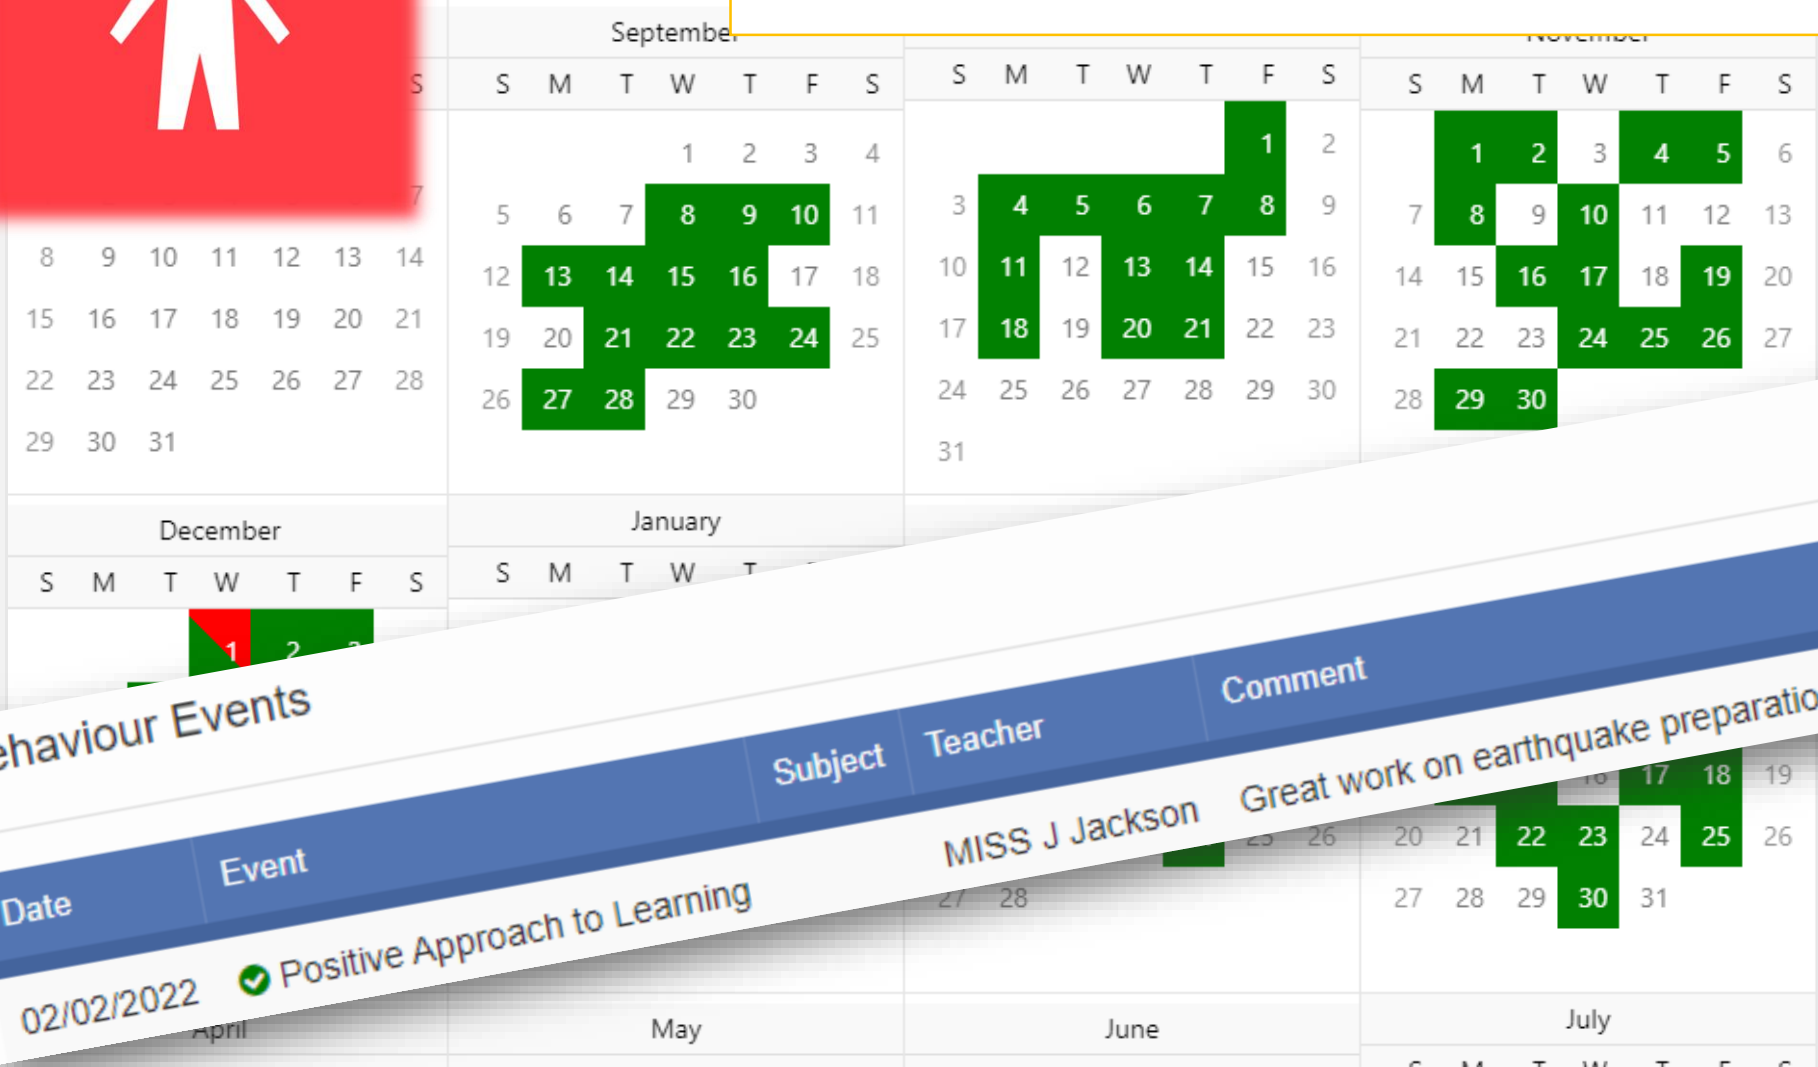 September
November
S
S M T W T F S
S M T W T F S
S M T W T F S
1 2 3 4
1 2
1 2 3 4 5 6
7
5 6 7 8 9 10 11
3 4 5 6 7 8 9
7 8 9 10 11 12 13
8 9 10 11 12 13 14
12 13 14 15 16 17 18
10 11 12 13 14 15 16
14 15 16 17 18 19 20
15 16 17 18 19 20 21
19 20 21 22 23 24 25
17 18 19 20 21 22 23
21 22 23 24 25 26 27
22 23 24 25 26 27 28
26 27 28 29 30
24 25 26 27 28 29 30
28 29 30
29 30 31
31
December
January
S M T W T F S
S M T W T
1 2 3
ehaviour Events
Date Event Subject Teacher Comment
02/02/2022 Positive Approach to Learning MISS J Jackson Great work on earthquake preparatio
16 17 18 19
25 26
20 21 22 23 24 25 26
27 28
27 28 29 30 31
April
May
June
July
S M T W T F S